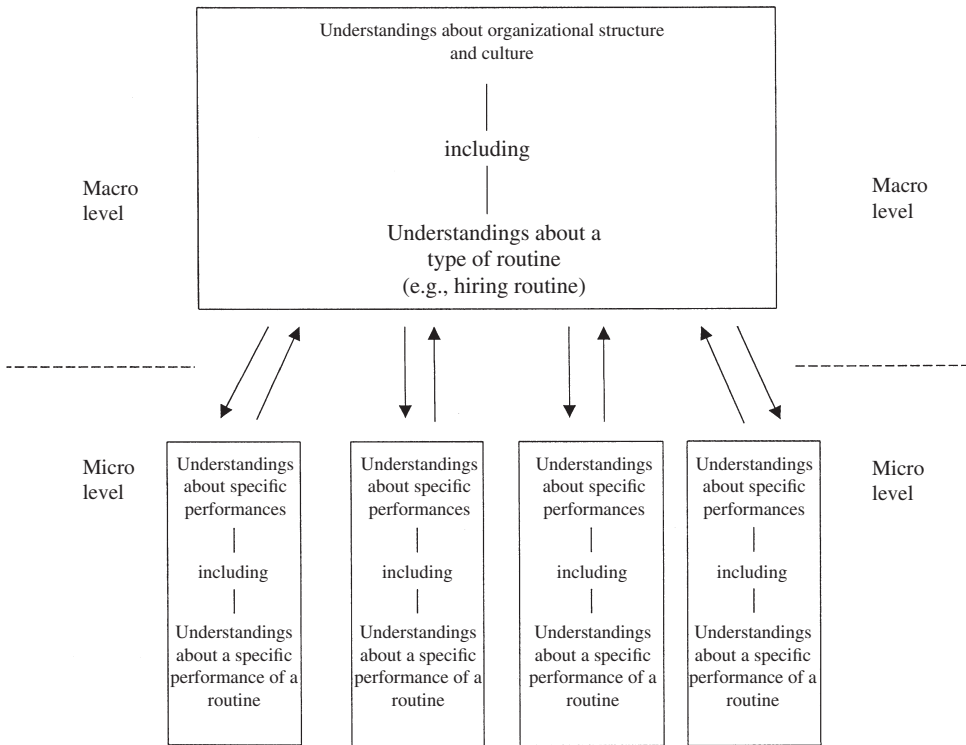 Understandings about organizational structure
and culture
including
Understandings about a
type of routine
(e.g., hiring routine)
Macro
level
Macro
level
Micro
level
Understandings
about specific
performances
including
Understandings
about a specific
performance of a
routine
Understandings
about specific
performances
including
Understandings
about a specific
performance of a
routine
Understandings
about specific
performances
including
Understandings
about a specific
performance of a
routine
Understandings
about specific
performances
including
Understandings
about a specific
performance of a
routine
Micro
level